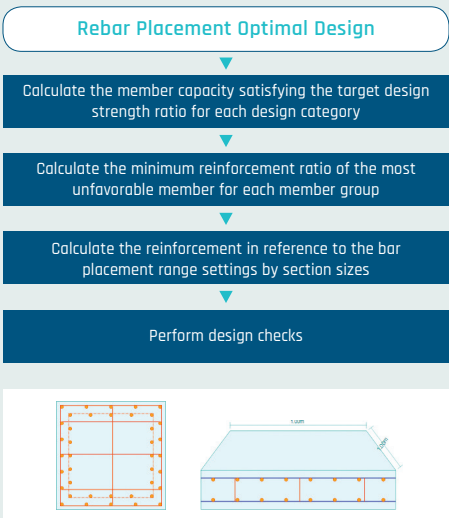 Rebar Placement Optimal Design
Calculate the member capacity satisfying the target design
strength ratio for each design category
Calculate the minimum reinforcement ratio of the most
unfavorable member for each member group
Calculate the reinforcement in reference to the bar
placement range settings by section sizes
Perform design checks